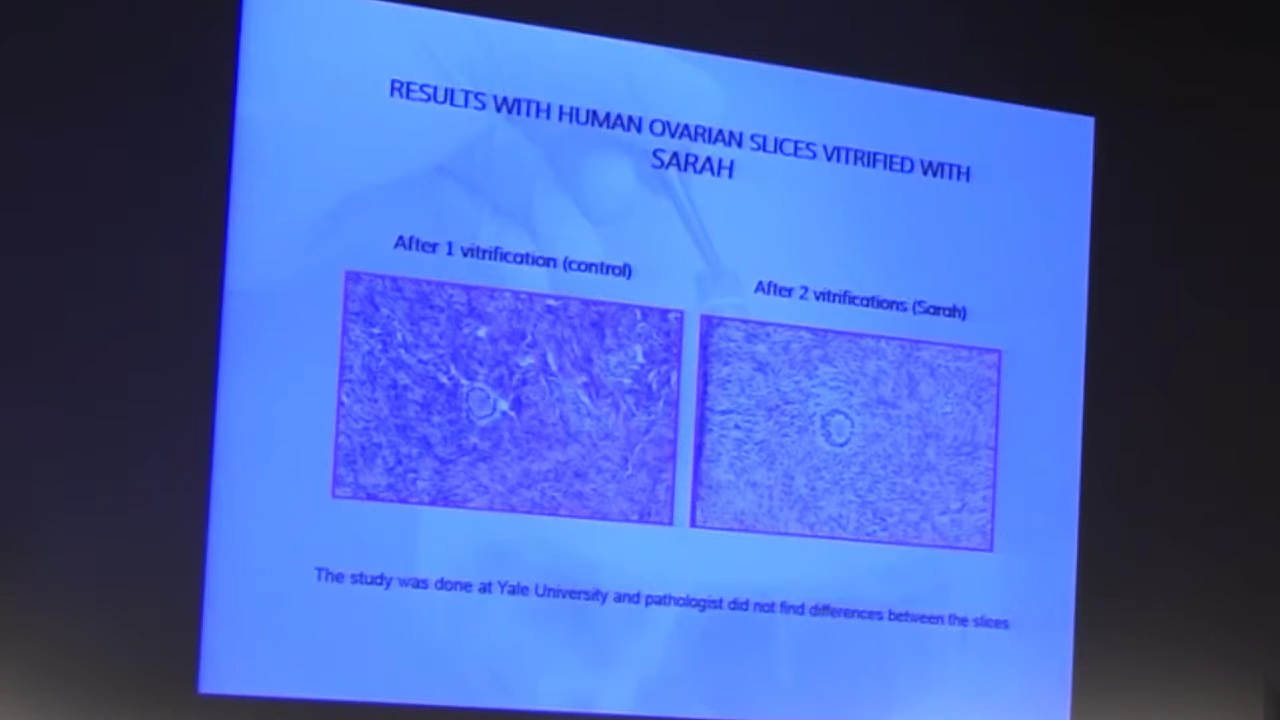 RESULTS WITH HUMAN OVARIAN SLICES VITRIFIED WITH
SARAH
After 1 vitrification (control)
After 2 vitrifications (Sarah)
The study was done at Yale University and pathologist did not find differences between the slices